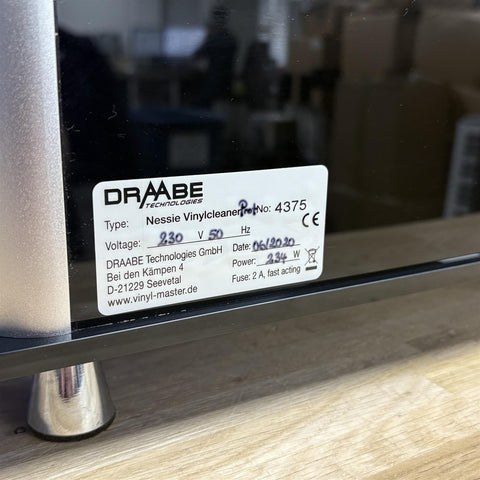 DRAABE
TECHNOLOGIES
Type: Nessie Vinylcleaner Pro+ No: 4375
Voltage: 230 V 50 Hz
CE
DRAABE Technologies GmbH Date: 06/2020
Bei den Kämpen 4 Power: 234 W
D-21229 Seevetal Fuse: 2 A, fast acting
www.vinyl-master.de